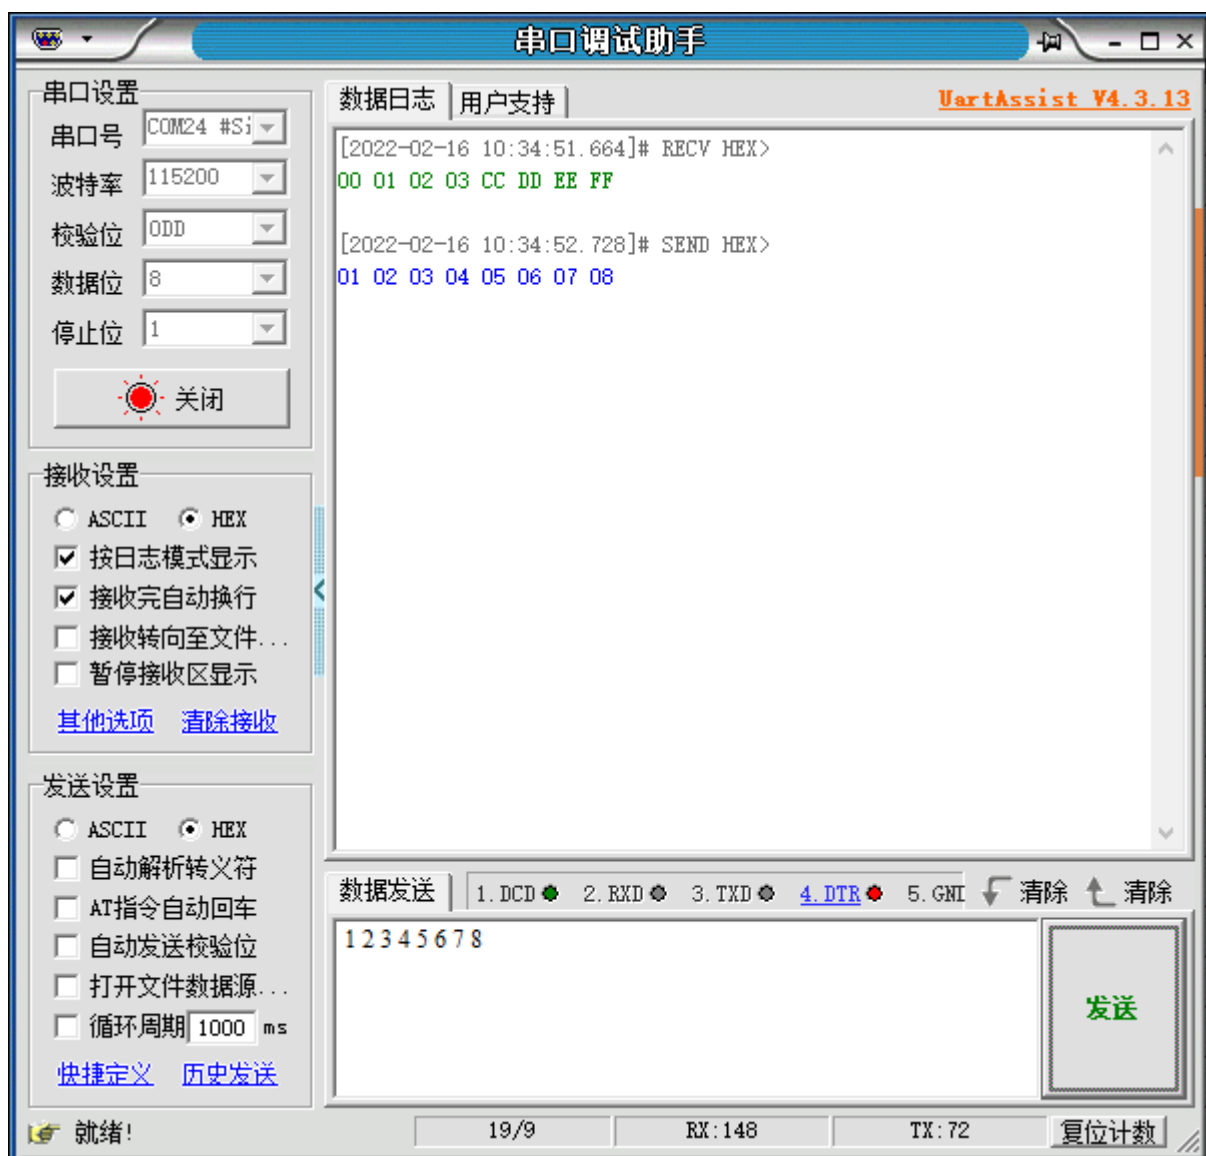 串口调试助手
串口设置
串口号 COM24 #Si
波特率 115200
校验位 ODD
数据位 8
停止位 1
关闭
接收设置
ASCII HEX
按日志模式显示
接收完自动换行
接收转向至文件...
暂停接收区显示
其他选项 清除接收
发送设置
ASCII HEX
自动解析转义符
AT指令自动回车
自动发送校验位
打开文件数据源...
循环周期 1000 ms
快捷定义 历史发送
数据日志 用户支持 UartAssist V4.3.13
[2022-02-16 10:34:51.664]# RECV HEX>
00 01 02 03 CC DD EE FF
[2022-02-16 10:34:52.728]# SEND HEX>
01 02 03 04 05 06 07 08
数据发送 1.DCD 2.RXD 3.TXD 4.DTR 5.GND 清除 清除
1 2 3 4 5 6 7 8
发送
就绪! 19/9 RX:148 TX:72 复位计数